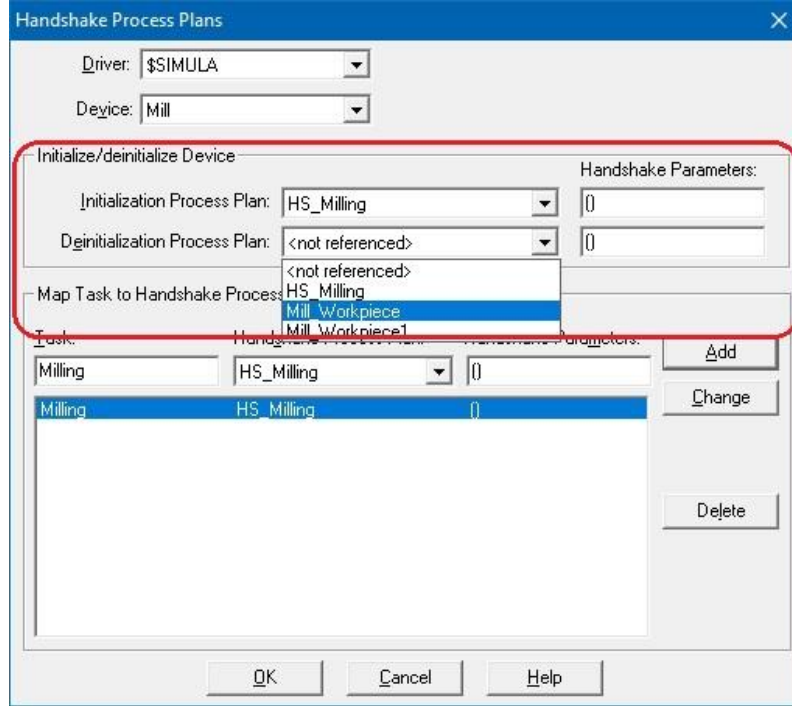 Handshake Process Plans
Driver: $SIMULA
Device: Mill
Initialize/deinitialize Device
Handshake Parameters:
Initialization Process Plan: HS_Milling ()
Deinitialization Process Plan: <not referenced> ()
<not referenced>
HS_Milling
Mill_Workpiece
Mill_Workpiece1
Map Task to Handshake Process
Task:
Milling HS_Milling ()
Milling HS_Milling ()
Add
Change
Delete
OK Cancel Help